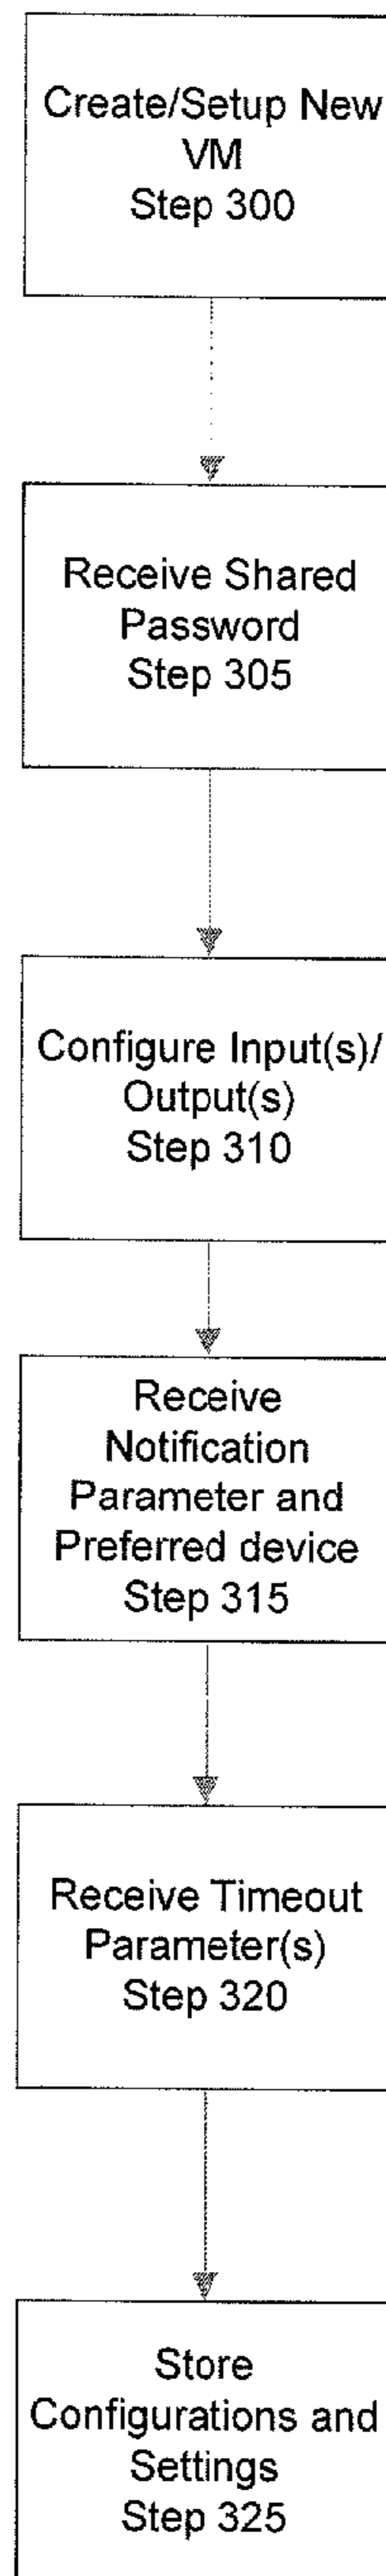 Create/Setup New
VM
Step 300
Receive Shared
Password
Step 305
Configure Input(s)/
Output(s)
Step 310
Receive
Notification
Parameter and
Preferred device
Step 315
Receive Timeout
Parameter(s)
Step 320
Store
Configurations and
Settings
Step 325